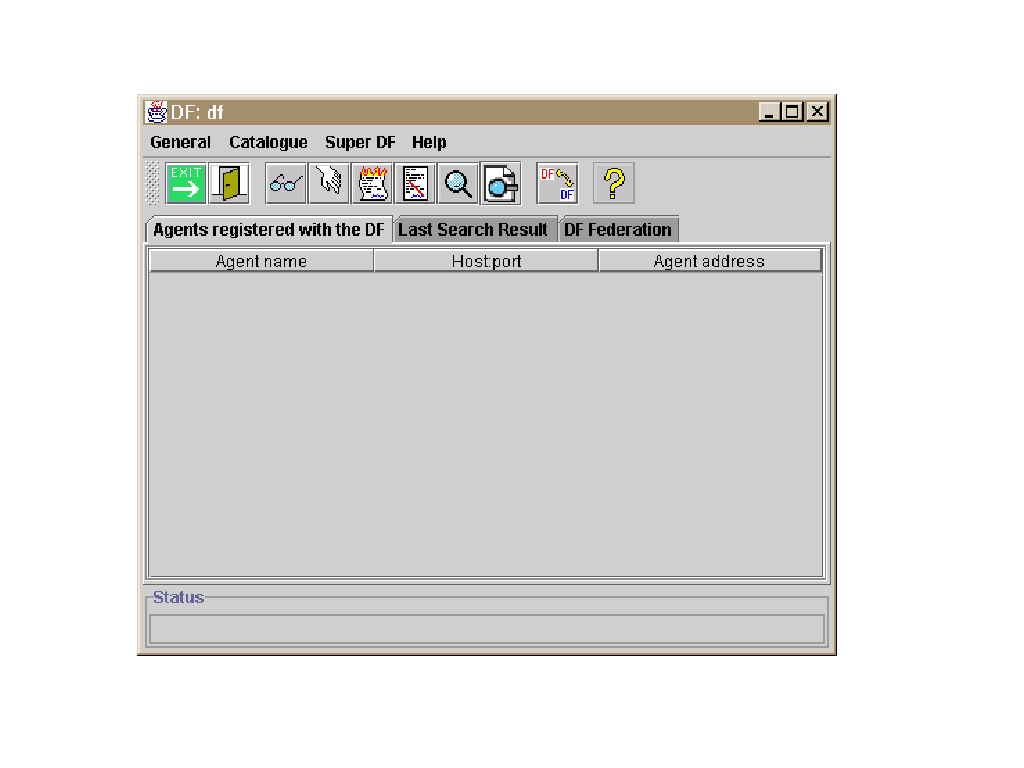 DF: df
General Catalogue Super DF Help
EXIT
DF
DF
?
Agents registered with the DF Last Search Result DF Federation
Agent name Host:port Agent address
Status